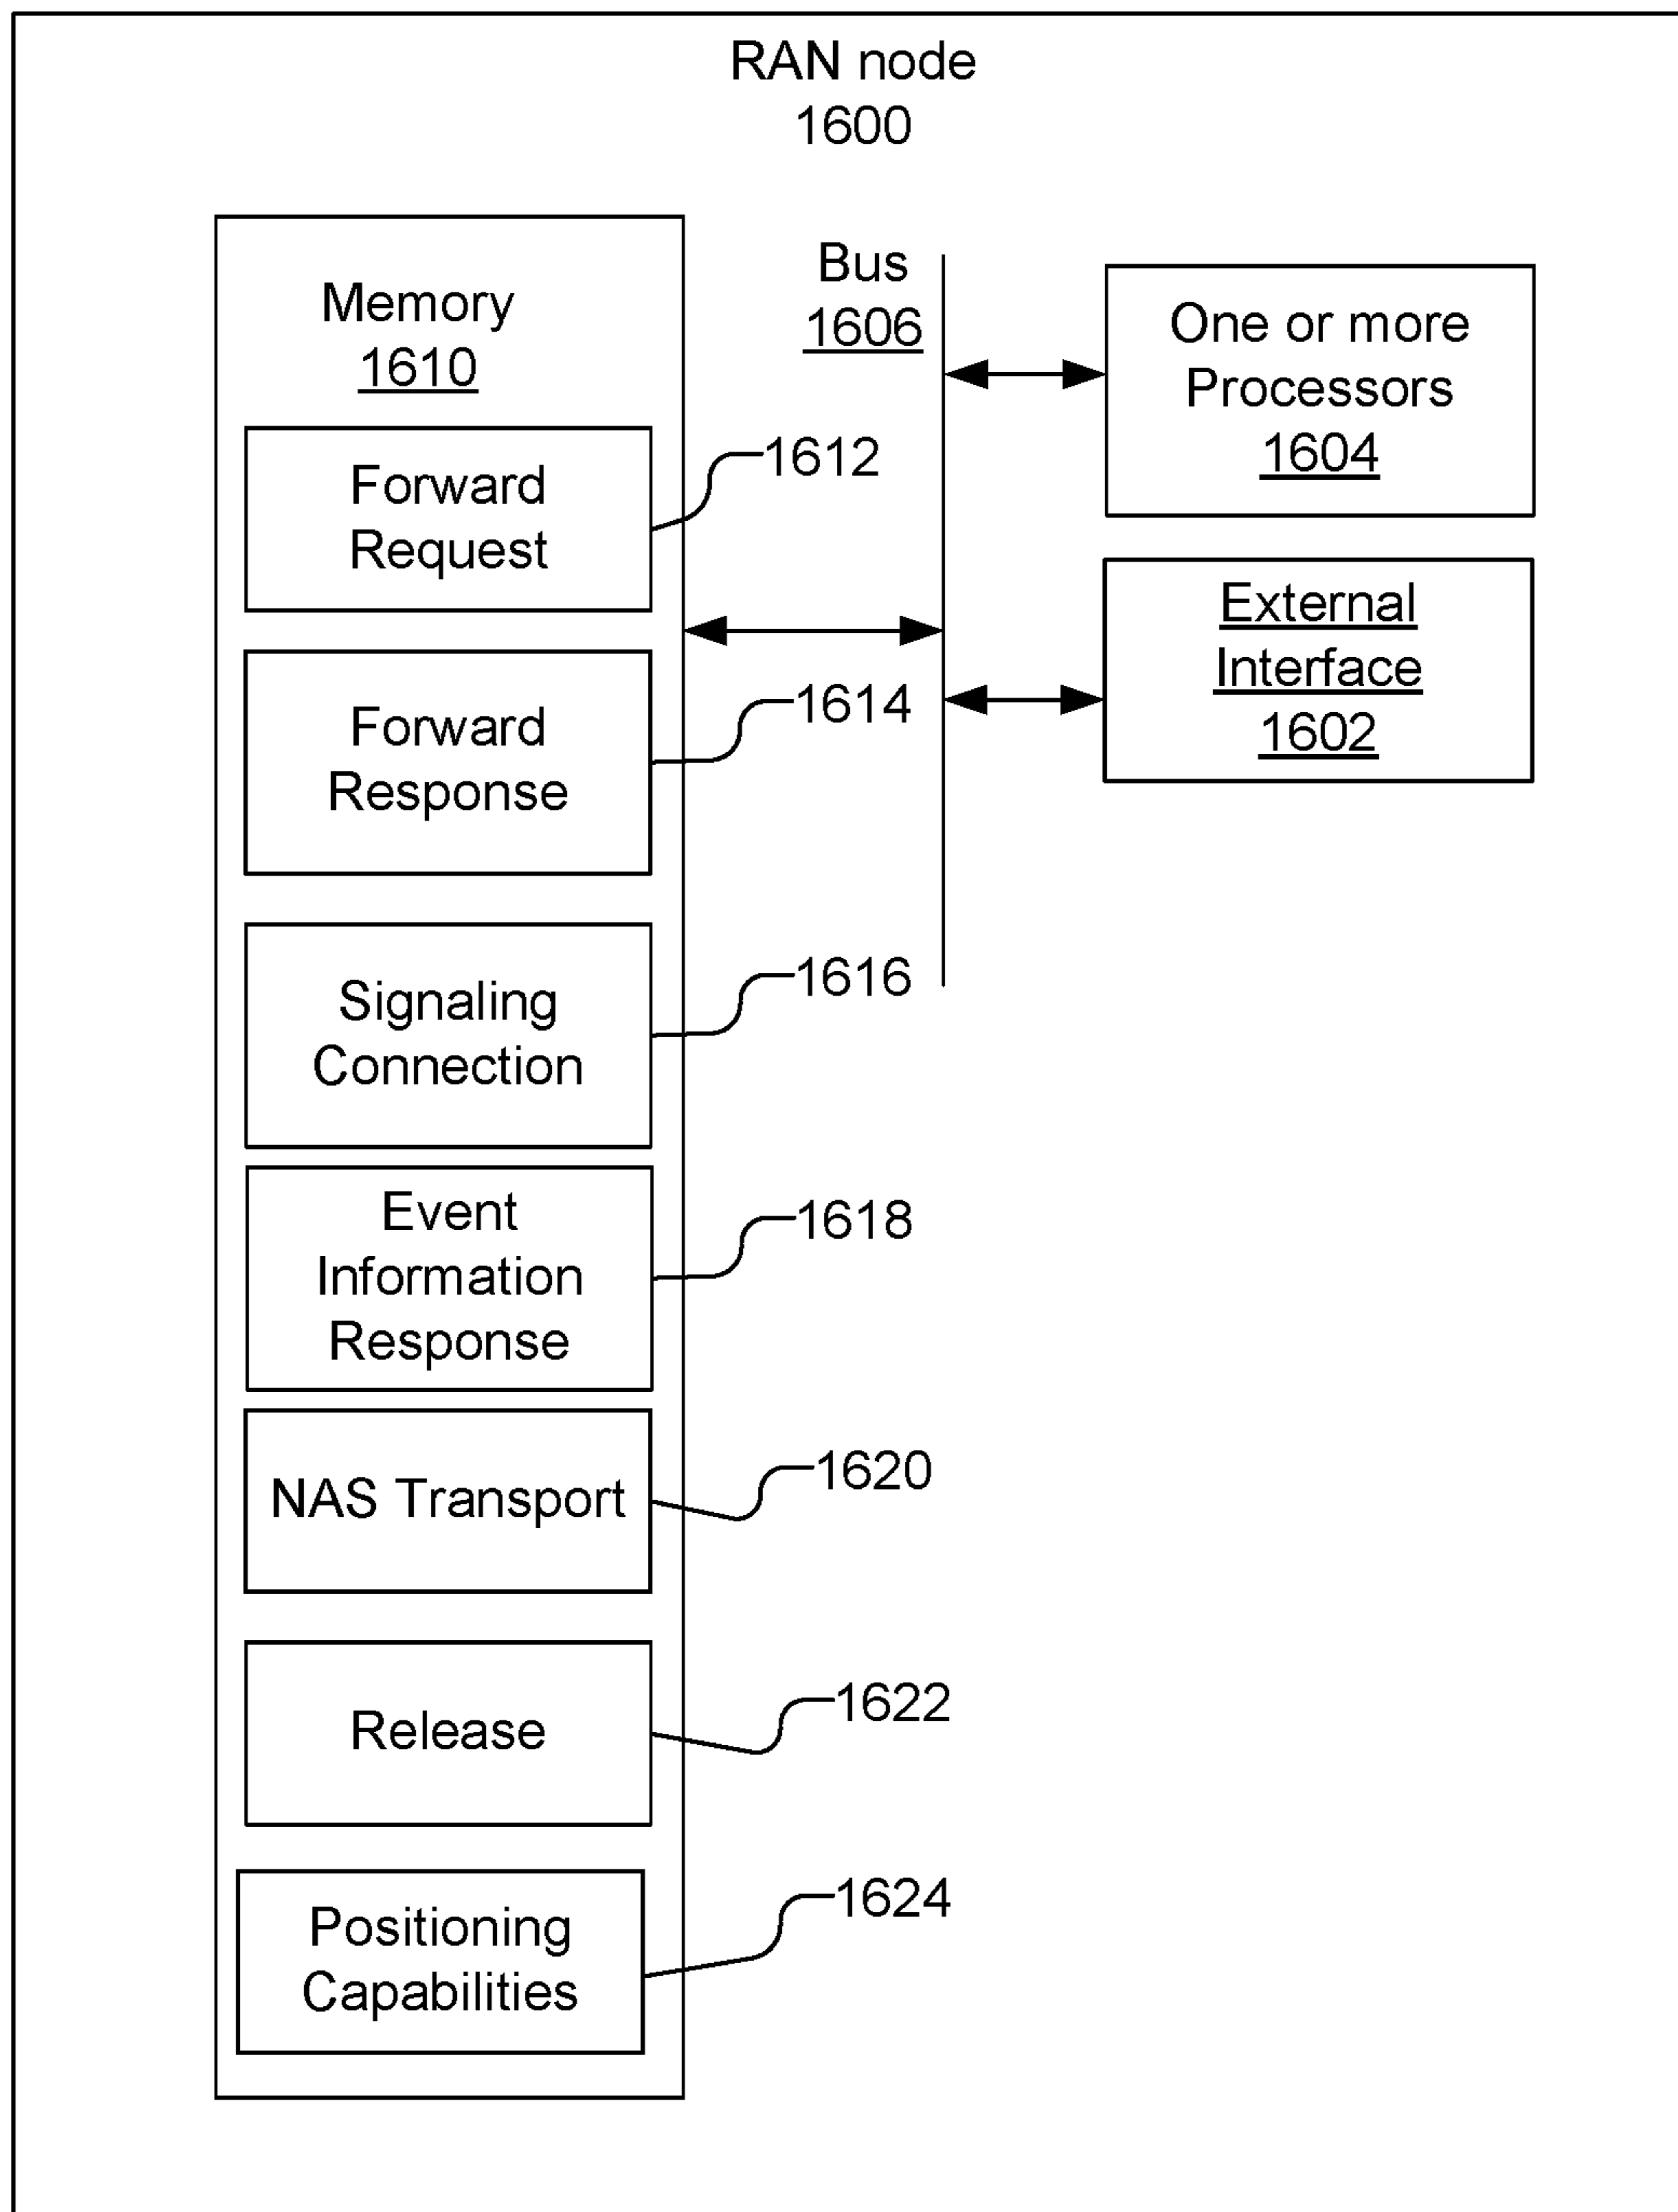 RAN node
1600
Memory
1610
Bus
1606
One or more
Processors
1604
External
Interface
1602
Forward
Request
1612
Forward
Response
1614
Signaling
Connection
1616
Event
Information
Response
1618
NAS Transport
1620
Release
1622
Positioning
Capabilities
1624